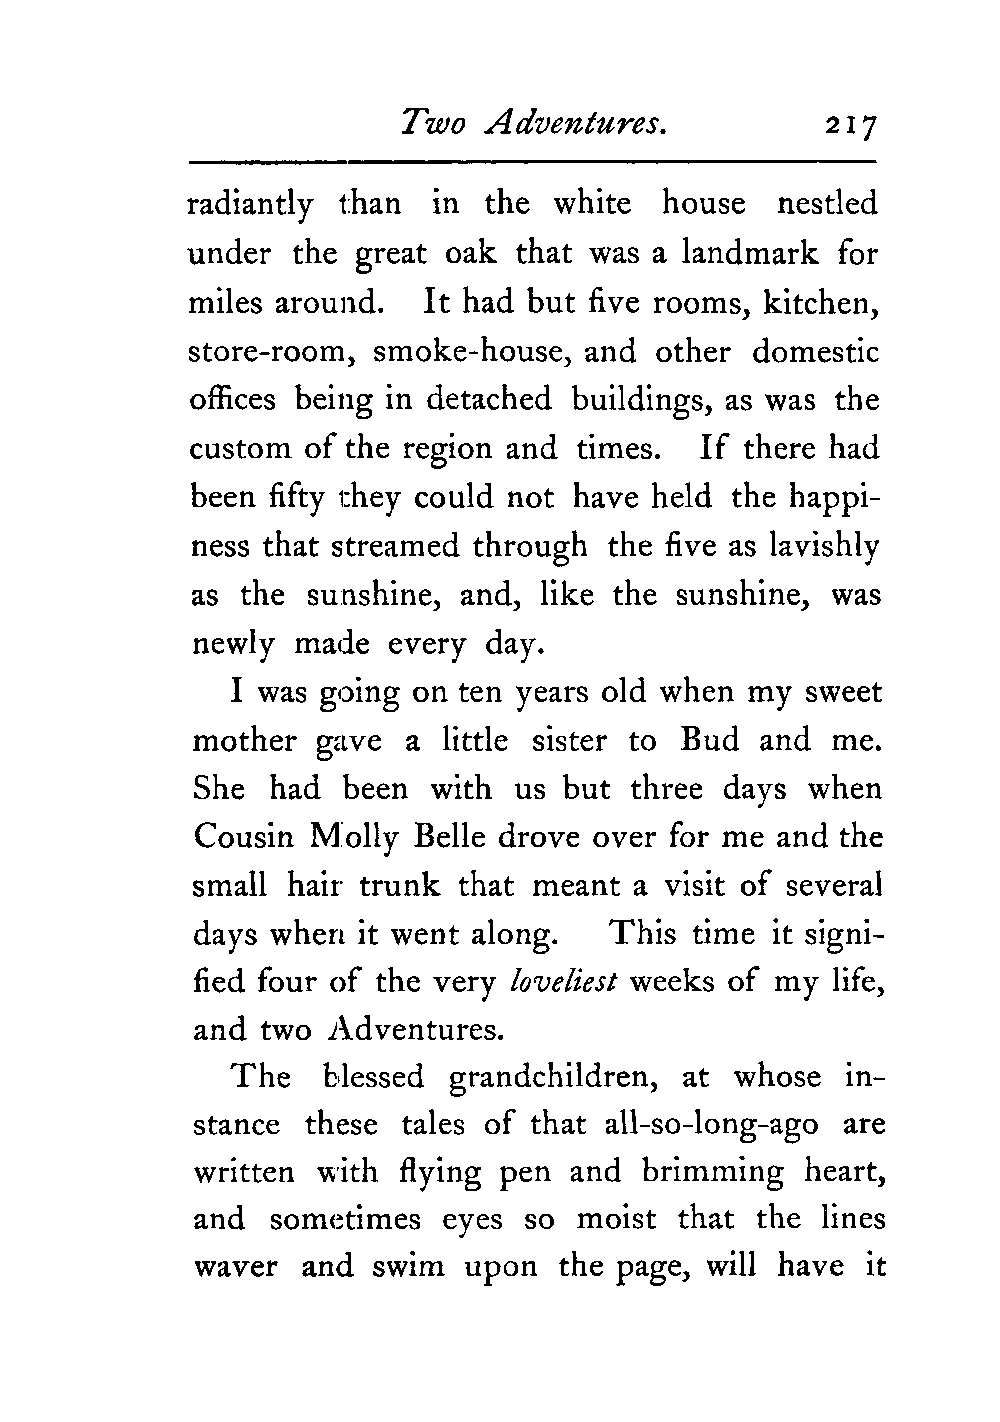 Two Adventures. 217
radiantly than in the white house nestled
under the great oak that was a landmark for
miles around. It had but five rooms, kitchen,
store-room, smoke-house, and other domestic
offices being in detached buildings, as was the
custom of the region and times. If there had
been fifty they could not have held the happi-
ness that streamed through the five as lavishly
as the sunshine, and, like the sunshine, was
newly made every day.
I was going on ten years old when my sweet
mother gave a little sister to Bud and me.
She had been with us but three days when
Cousin Molly Belle drove over for me and the
small hair trunk that meant a visit of several
days when it went along. This time it signi-
fied four of the very loveliest weeks of my life,
and two Adventures.
The blessed grandchildren, at whose in-
stance these tales of that all-so-long-ago are
written with flying pen and brimming heart,
and sometimes eyes so moist that the lines
waver and swim upon the page, will have it